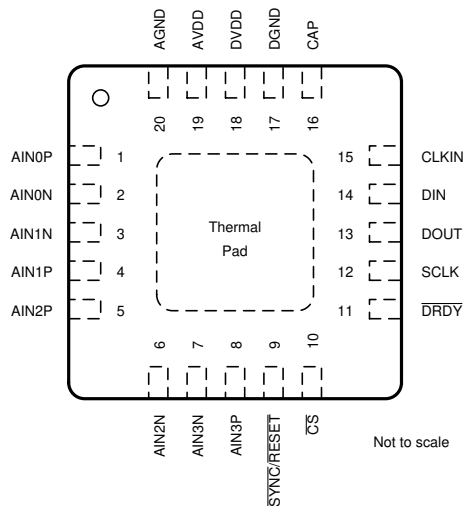 AGND
AVDD
DVDD
DGND
CAP
20
19
18
17
16
AIN0P
1
AIN0N
2
AIN1N
3
AIN1P
4
AIN2P
5
Thermal
Pad
15
CLKIN
14
DIN
13
DOUT
12
SCLK
11
DRDY
6
7
8
9
10
AIN2N
AIN3N
AIN3P
SYNC/RESET
CS
Not to scale